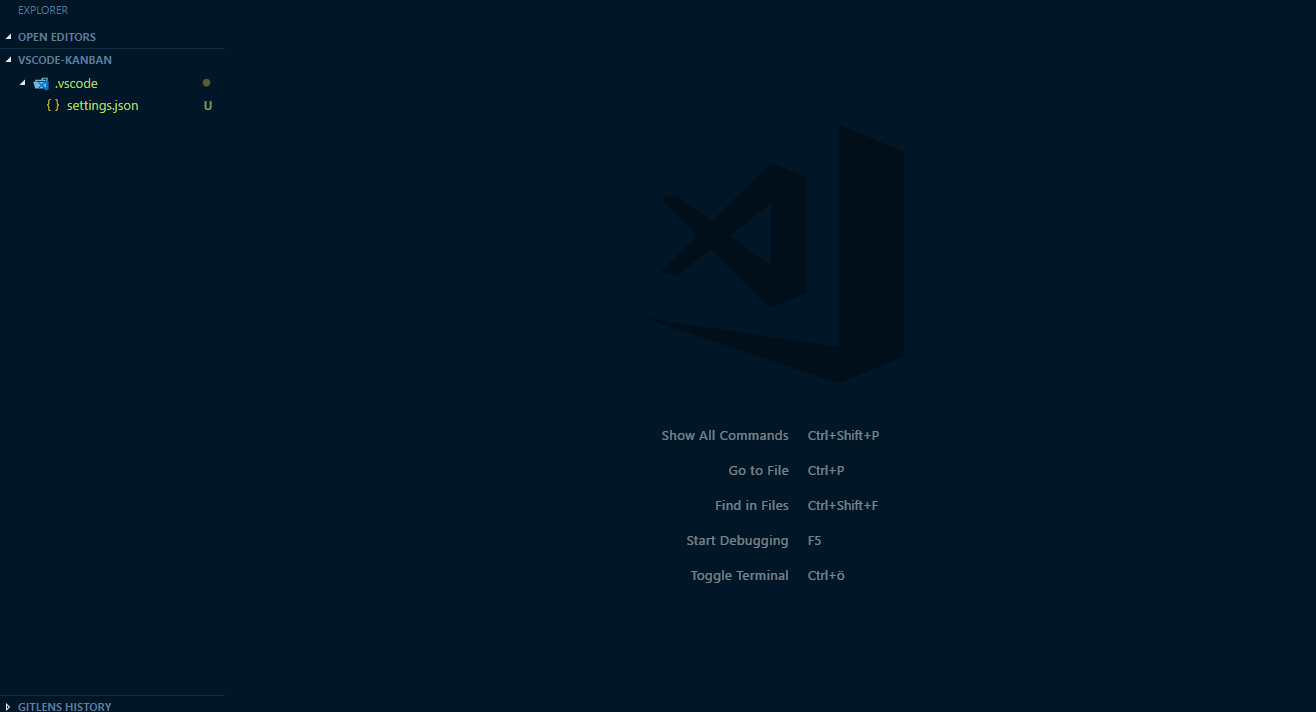 EXPLORER
OPEN EDITORS
VSCODE-KANBAN
.vscode
{ } settings.json U
Show All Commands Ctrl+Shift+P
Go to File Ctrl+P
Find in Files Ctrl+Shift+F
Start Debugging F5
Toggle Terminal Ctrl+ö
GITLENS HISTORY